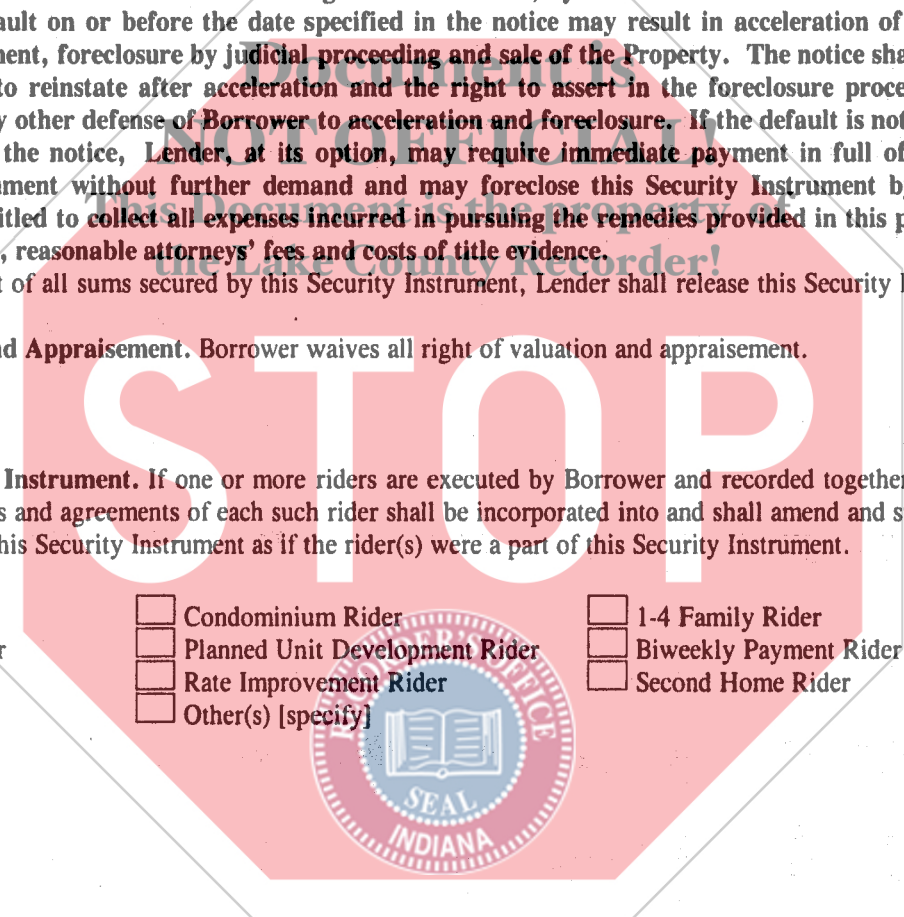 ault on or before the date specified in the notice may result in acceleration of
ment, foreclosure by judicial proceeding and sale of the Property. The notice sha
to reinstate after acceleration and the right to assert in the foreclosure proce
y other defense of Borrower to acceleration and foreclosure. If the default is not
the notice, Lender, at its option, may require immediate payment in full of
ument without further demand and may foreclose this Security Instrument b
itled to collect all expenses incurred in pursuing the remedies provided in this p
, reasonable attorneys' fees and costs of title evidence.
t of all sums secured by this Security Instrument, Lender shall release this Security I
nd Appraisement. Borrower waives all right of valuation and appraisement.
Instrument. If one or more riders are executed by Borrower and recorded together
s and agreements of each such rider shall be incorporated into and shall amend and s
his Security Instrument as if the rider(s) were a part of this Security Instrument.
Condominium Rider
1-4 Family Rider
r
Planned Unit Development Rider
Biweekly Payment Rider
Rate Improvement Rider
Second Home Rider
Other(s) [specify]
Document is
NOT OFFICIAL!
This Document is the property of
the Lake County Recorder!
STOP
RECORDER'S OFFICE
SEAL
INDIANA